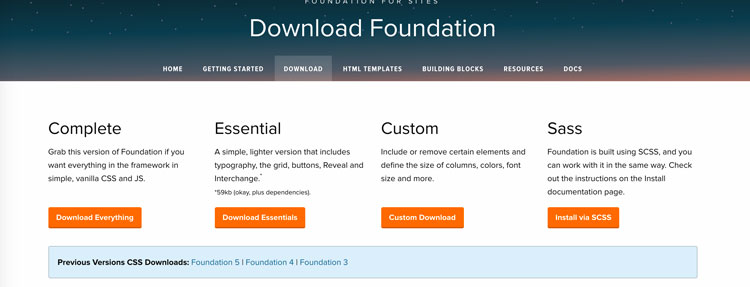 FOUNDATION FOR SITES
Download Foundation
HOME GETTING STARTED DOWNLOAD HTML TEMPLATES BUILDING BLOCKS RESOURCES DOCS
Complete
Grab this version of Foundation if you
want everything in the framework in
simple, vanilla CSS and JS.
Download Everything
Essential
A simple, lighter version that includes
typography, the grid, buttons, Reveal and
Interchange.*
*59kb (okay, plus dependencies).
Download Essentials
Custom
Include or remove certain elements and
define the size of columns, colors, font
size and more.
Custom Download
Sass
Foundation is built using SCSS, and you
can work with it in the same way. Check
out the instructions on the Install
documentation page.
Install via SCSS
Previous Versions CSS Downloads: Foundation 5 | Foundation 4 | Foundation 3